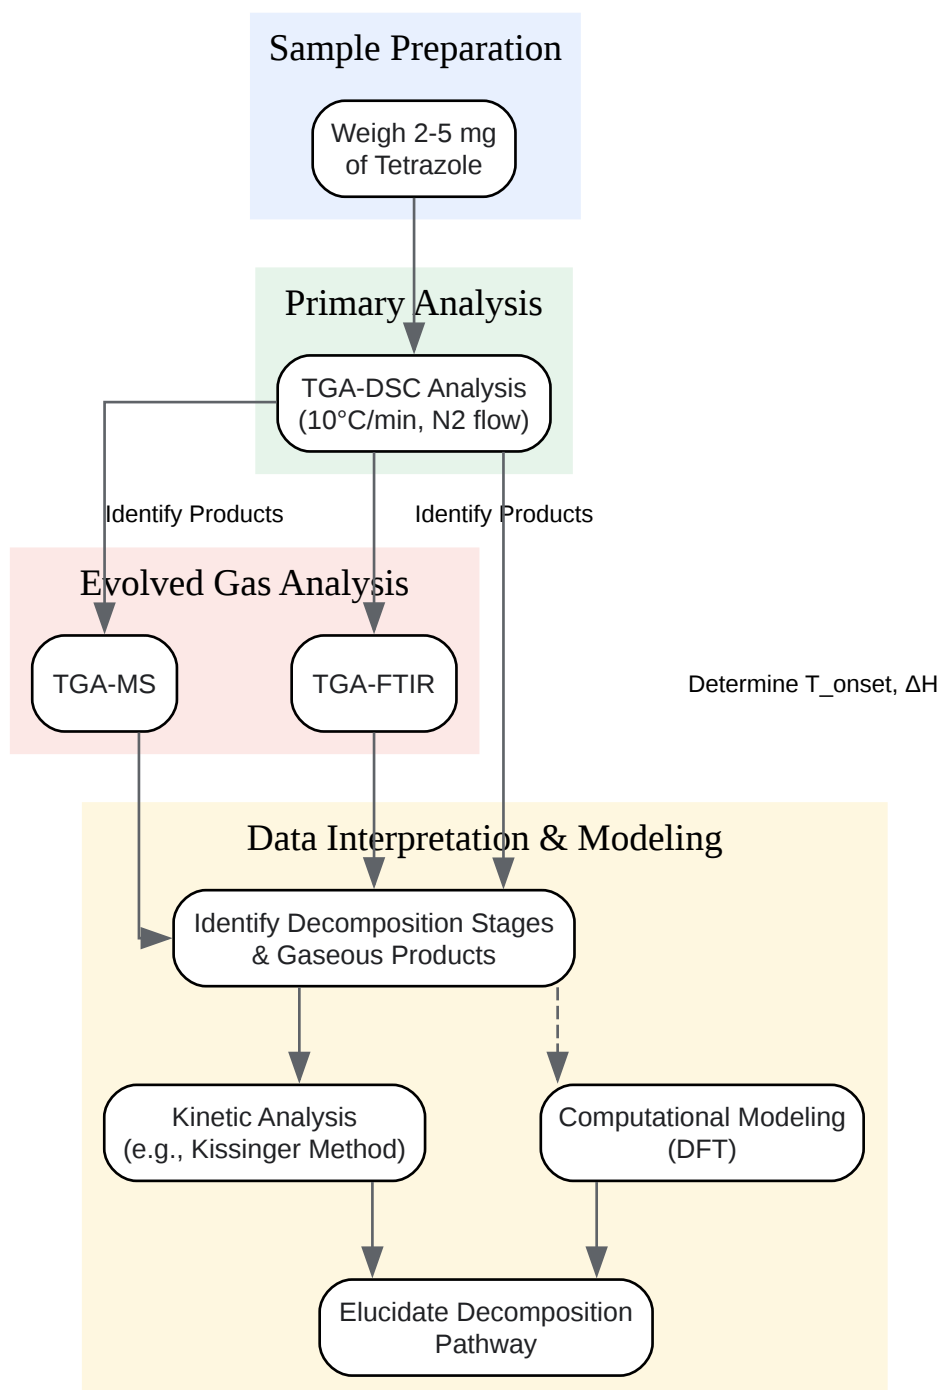 Sample Preparation
Weigh 2-5 mg
of Tetrazole
Primary Analysis
TGA-DSC Analysis
(10°C/min, N2 flow)
Identify Products
Identify Products
Evolved Gas Analysis
TGA-MS
TGA-FTIR
Determine T_onset, ΔH
Data Interpretation & Modeling
Identify Decomposition Stages
& Gaseous Products
Kinetic Analysis
(e.g., Kissinger Method)
Computational Modeling
(DFT)
Elucidate Decomposition
Pathway